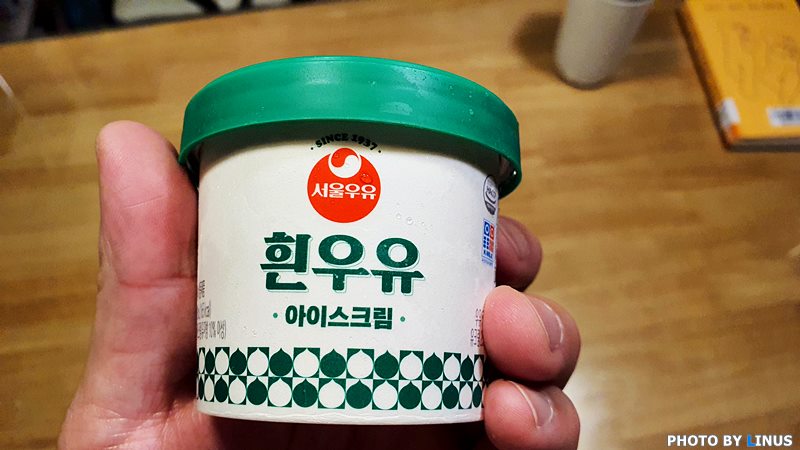 · SINCE 1937 ·
서울우유
흰우유
· 아이스크림 ·
PHOTO BY LINUS